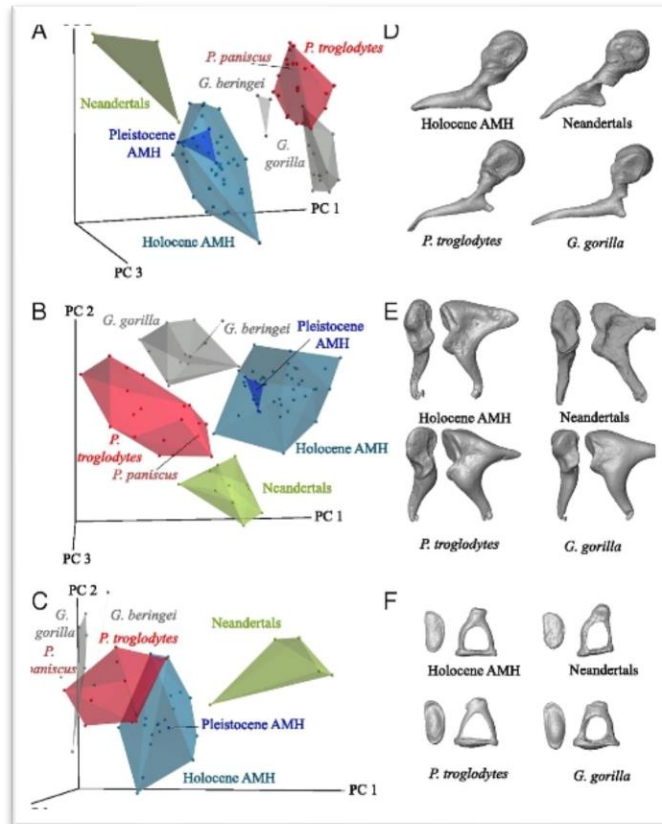 A
P. paniscus
P. troglodytes
G. beringei
Neandertals
Pleistocene
AMH
G.
gorilla
PC 1
Holocene AMH
PC 3
D
Holocene AMH
Neandertals
P. troglodytes
G. gorilla
B
PC 2
G. gorilla
G. beringei
Pleistocene
AMH
P.
troglodytes
P. paniscus
Holocene AMH
Neandertals
PC 1
PC 3
E
Holocene AMH
Neandertals
P. troglodytes
G. gorilla
C
PC 2
G.
gorilla
G. beringei
P. troglodytes
P.
paniscus
Neandertals
Pleistocene AMH
Holocene AMH
PC 1
F
Holocene AMH
Neandertals
P. troglodytes
G. gorilla